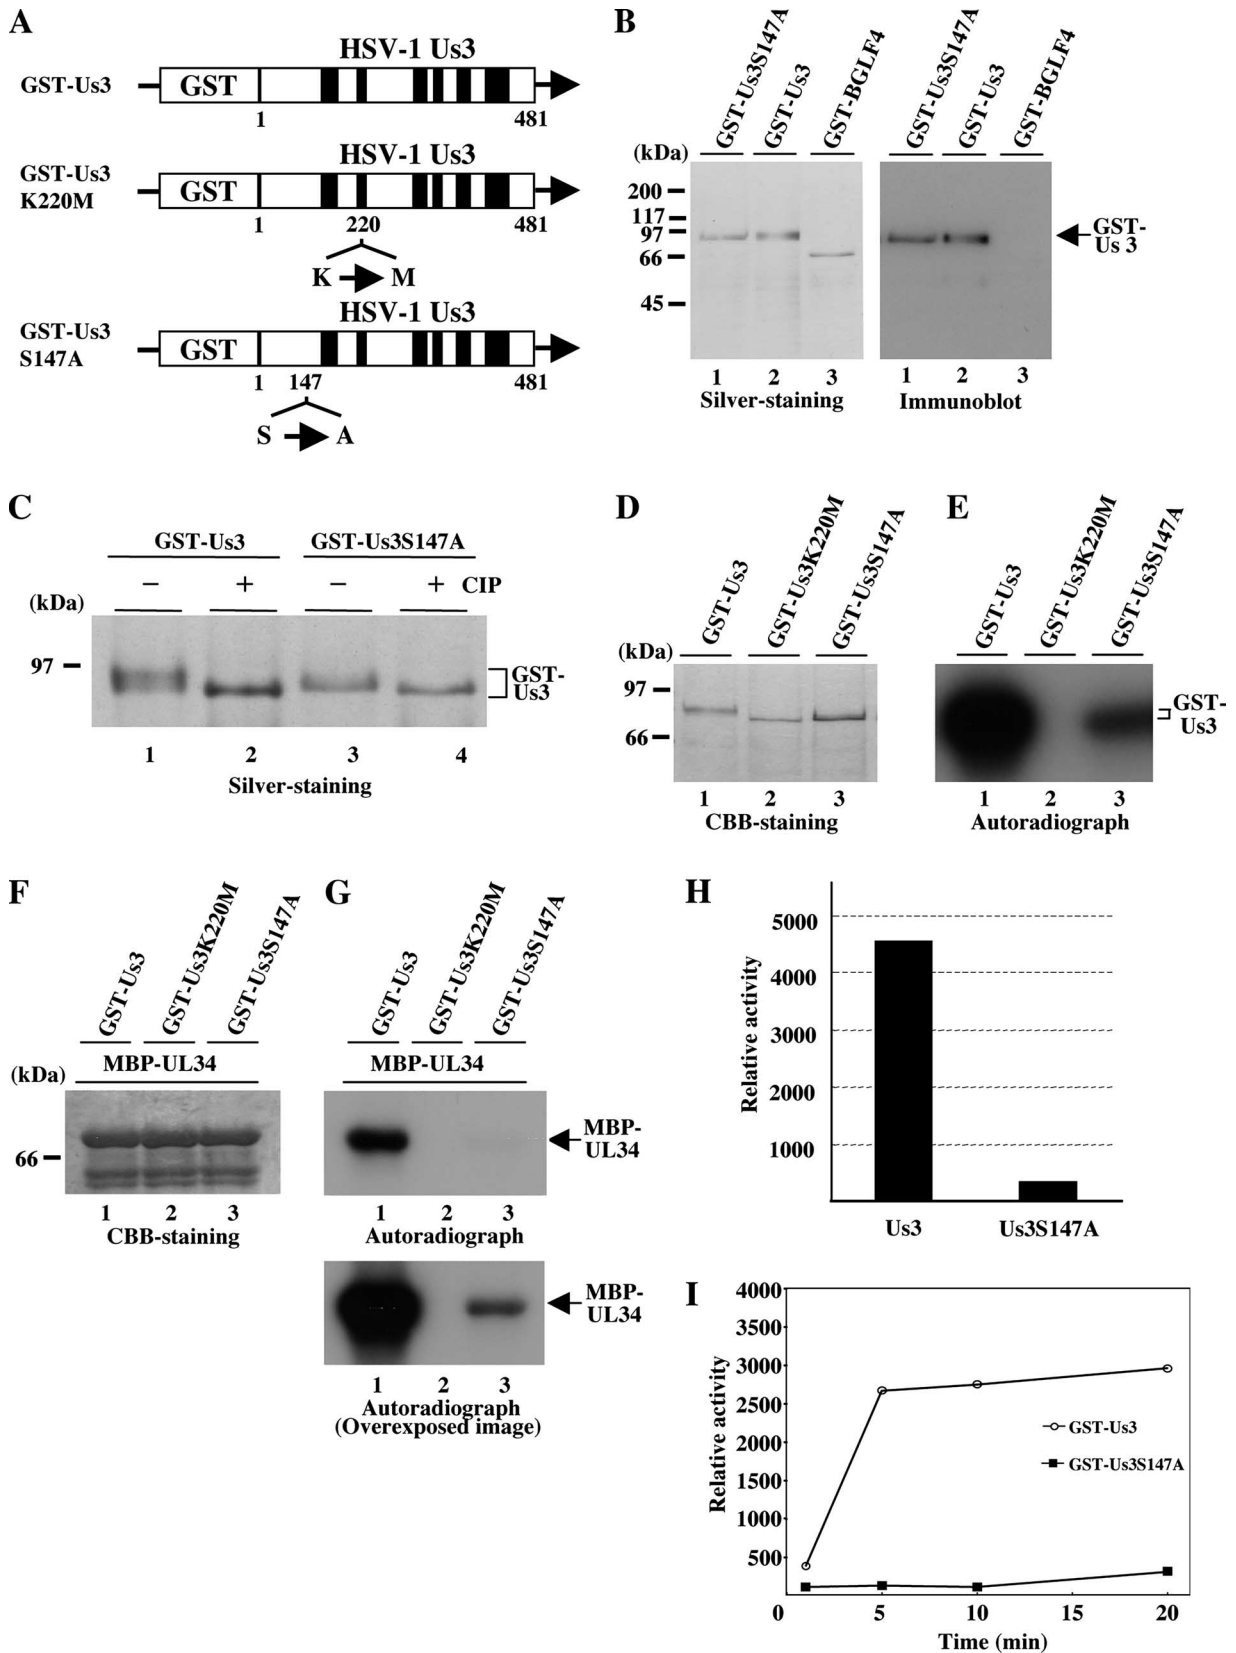 A
HSV-1 Us3
GST-Us3
GST
1
481
HSV-1 Us3
GST-Us3
K220M
GST
1
220
481
K
M
HSV-1 Us3
GST-Us3
S147A
GST
1
147
481
S
A
B
GST-Us3S147A
GST-Us3
GST-BGLF4
GST-Us3S147A
GST-Us3
GST-BGLF4
(kDa)
200
117
97
66
45
GST-
Us 3
1 2 3
1 2 3
Silver-staining
Immunoblot
C
GST-Us3
GST-Us3S147A
− + − + CIP
(kDa)
97
GST-
Us3
1 2 3 4
Silver-staining
D
GST-Us3
GST-Us3K220M
GST-Us3S147A
(kDa)
97
66
1 2 3
CBB-staining
E
GST-Us3
GST-Us3K220M
GST-Us3S147A
GST-
Us3
1 2 3
Autoradiograph
F
GST-Us3
GST-Us3K220M
GST-Us3S147A
MBP-UL34
(kDa)
66
1 2 3
CBB-staining
G
GST-Us3
GST-Us3K220M
GST-Us3S147A
MBP-UL34
MBP-
UL34
1 2 3
Autoradiograph
MBP-
UL34
1 2 3
Autoradiograph
(Overexposed image)
H
Relative activity
5000
4000
3000
2000
1000
Us3
Us3S147A
I
Relative activity
4000
3500
3000
2500
2000
1500
1000
500
GST-Us3
GST-Us3S147A
0 5 10 15 20
Time (min)